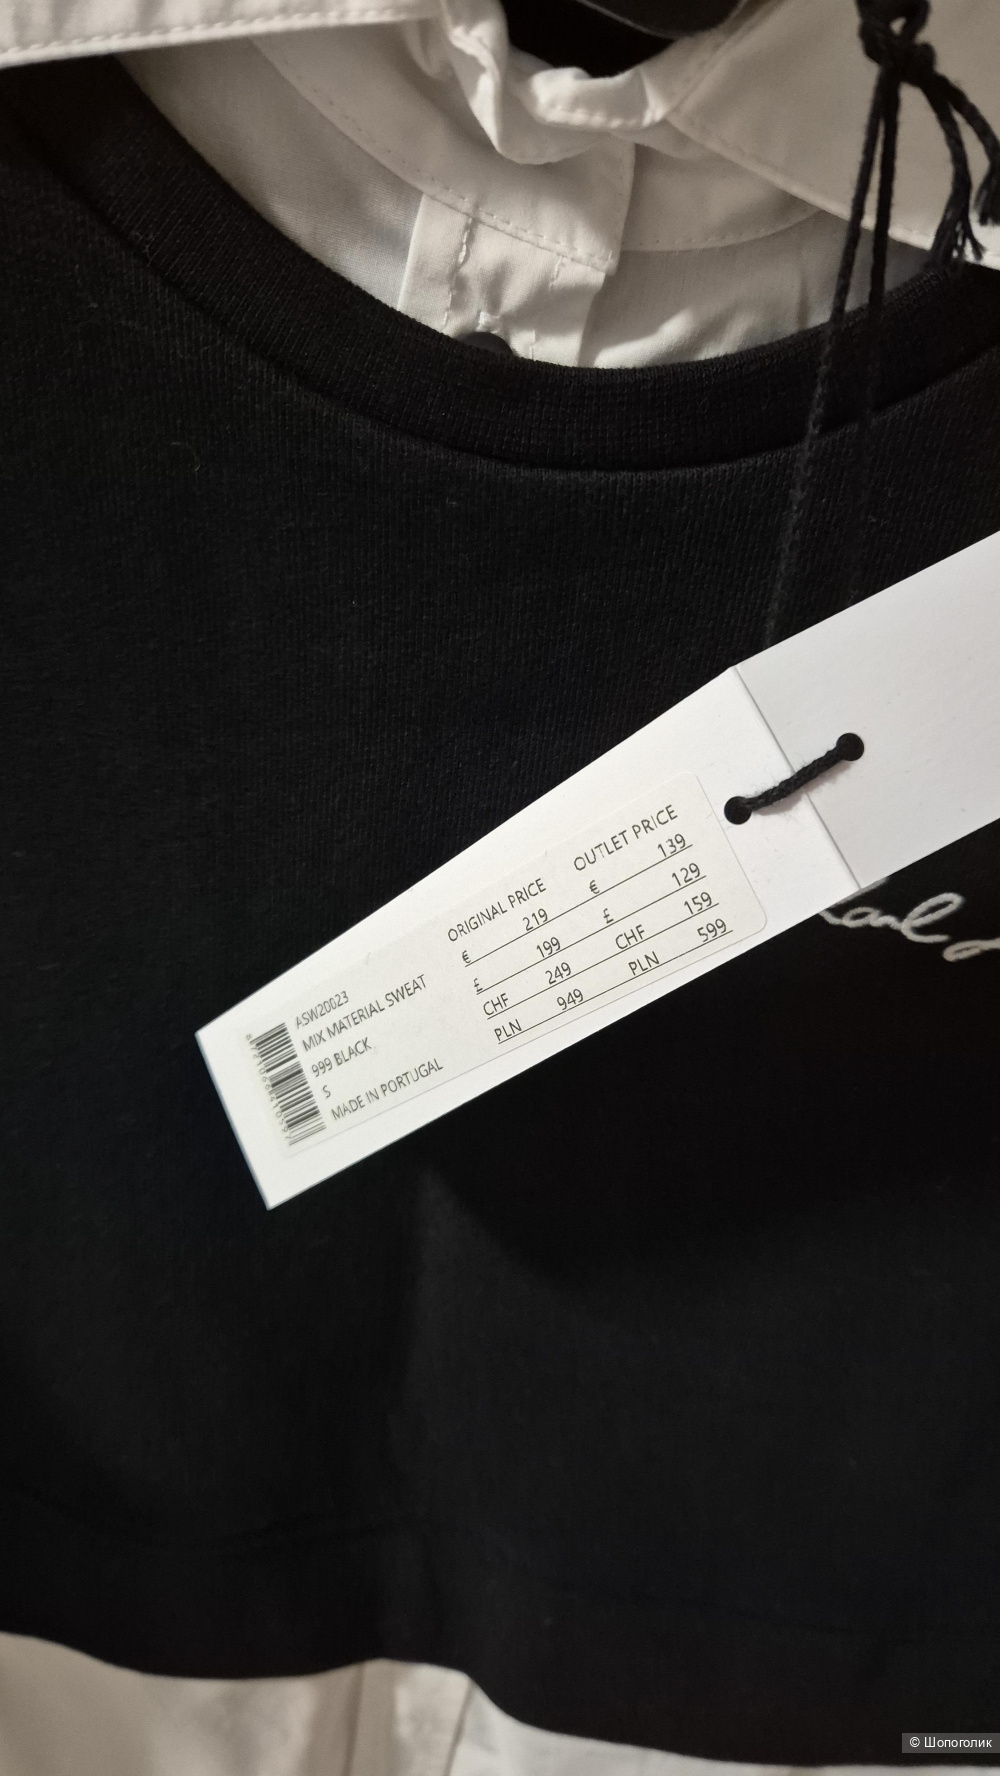 ORIGINAL PRICE OUTLET PRICE
€ 219 € 139
£ 199 £ 129
CHF 249 CHF 159
PLN 949 PLN 599
ASW20023
MIX MATERIAL SWEAT
999 BLACK
S
MADE IN PORTUGAL
Karl
© Шопоголик